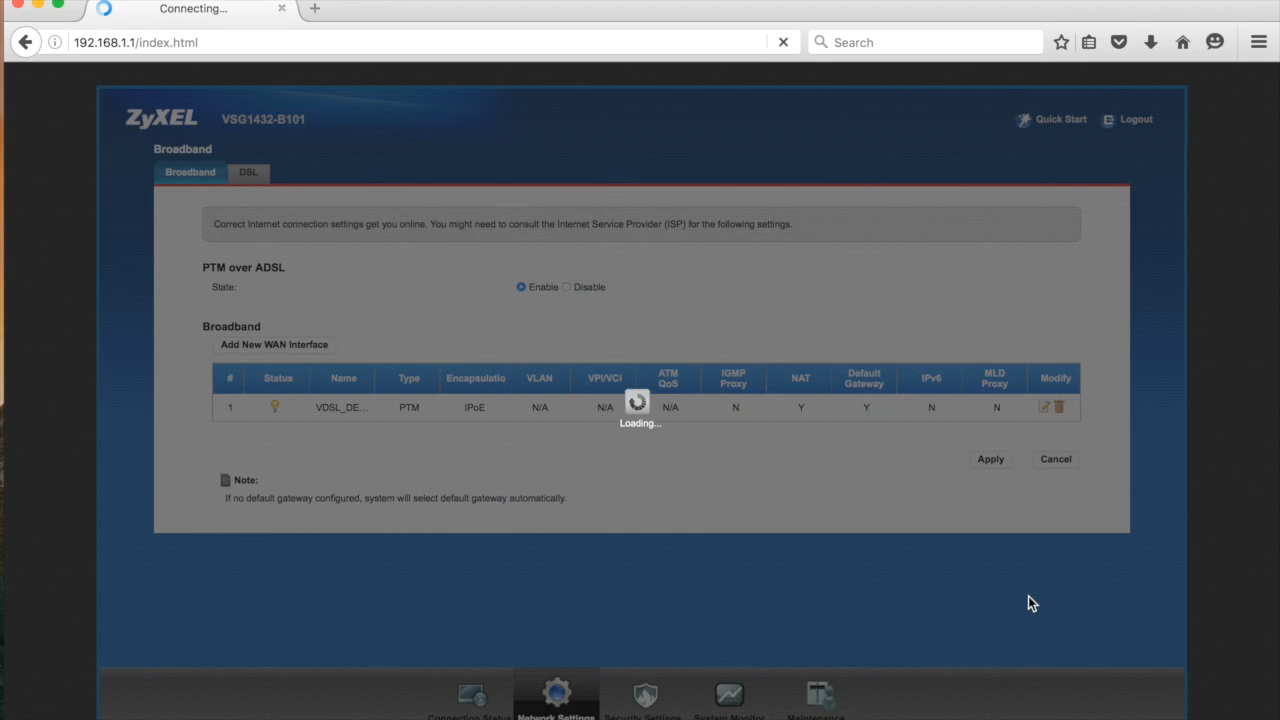 Connecting...
192.168.1.1/index.html
Search
ZyXEL VSG1432-B101
Quick Start Logout
Broadband
Broadband DSL
Correct Internet connection settings get you online. You might need to consult the Internet Service Provider (ISP) for the following settings.
PTM over ADSL
State: Enable Disable
Broadband
Add New WAN Interface
# Status Name Type Encapsulatio VLAN VPI/VCI ATM QoS IGMP Proxy NAT Default Gateway IPv6 MLD Proxy Modify
1 VDSL_DE... PTM IPoE N/A N/A N/A N Y Y N N
Loading...
Apply Cancel
Note:
If no default gateway configured, system will select default gateway automatically.
Connection Status Network Settings Security Settings System Monitor Maintenance